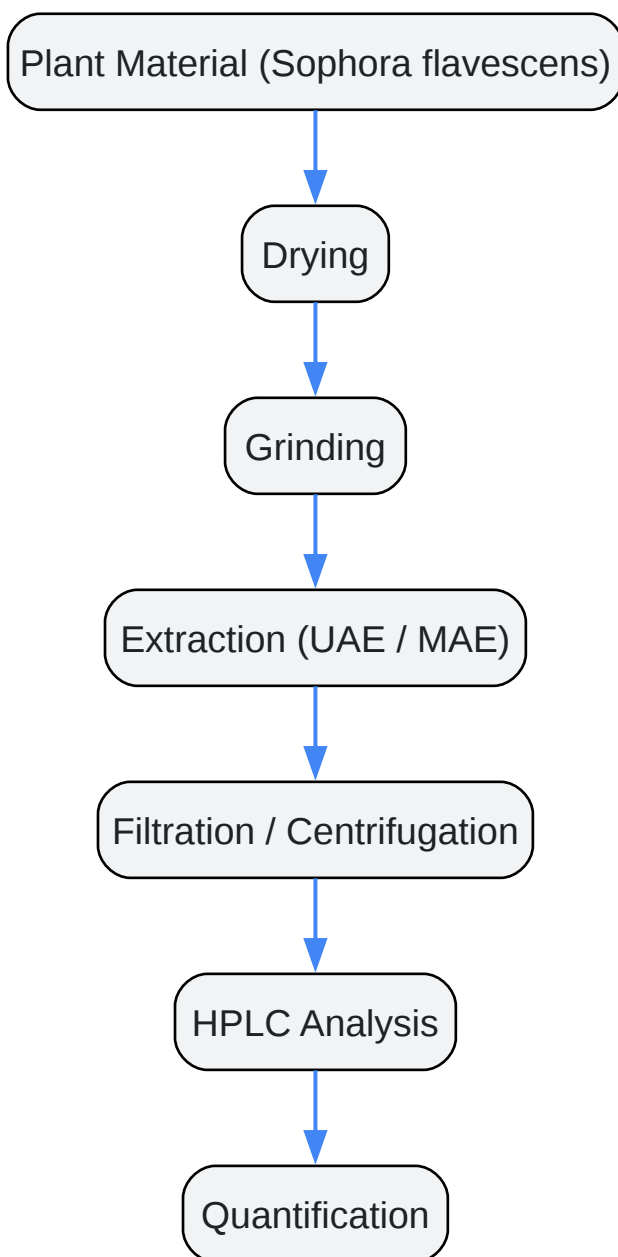 Plant Material (Sophora flavescens)
Drying
Grinding
Extraction (UAE / MAE)
Filtration / Centrifugation
HPLC Analysis
Quantification